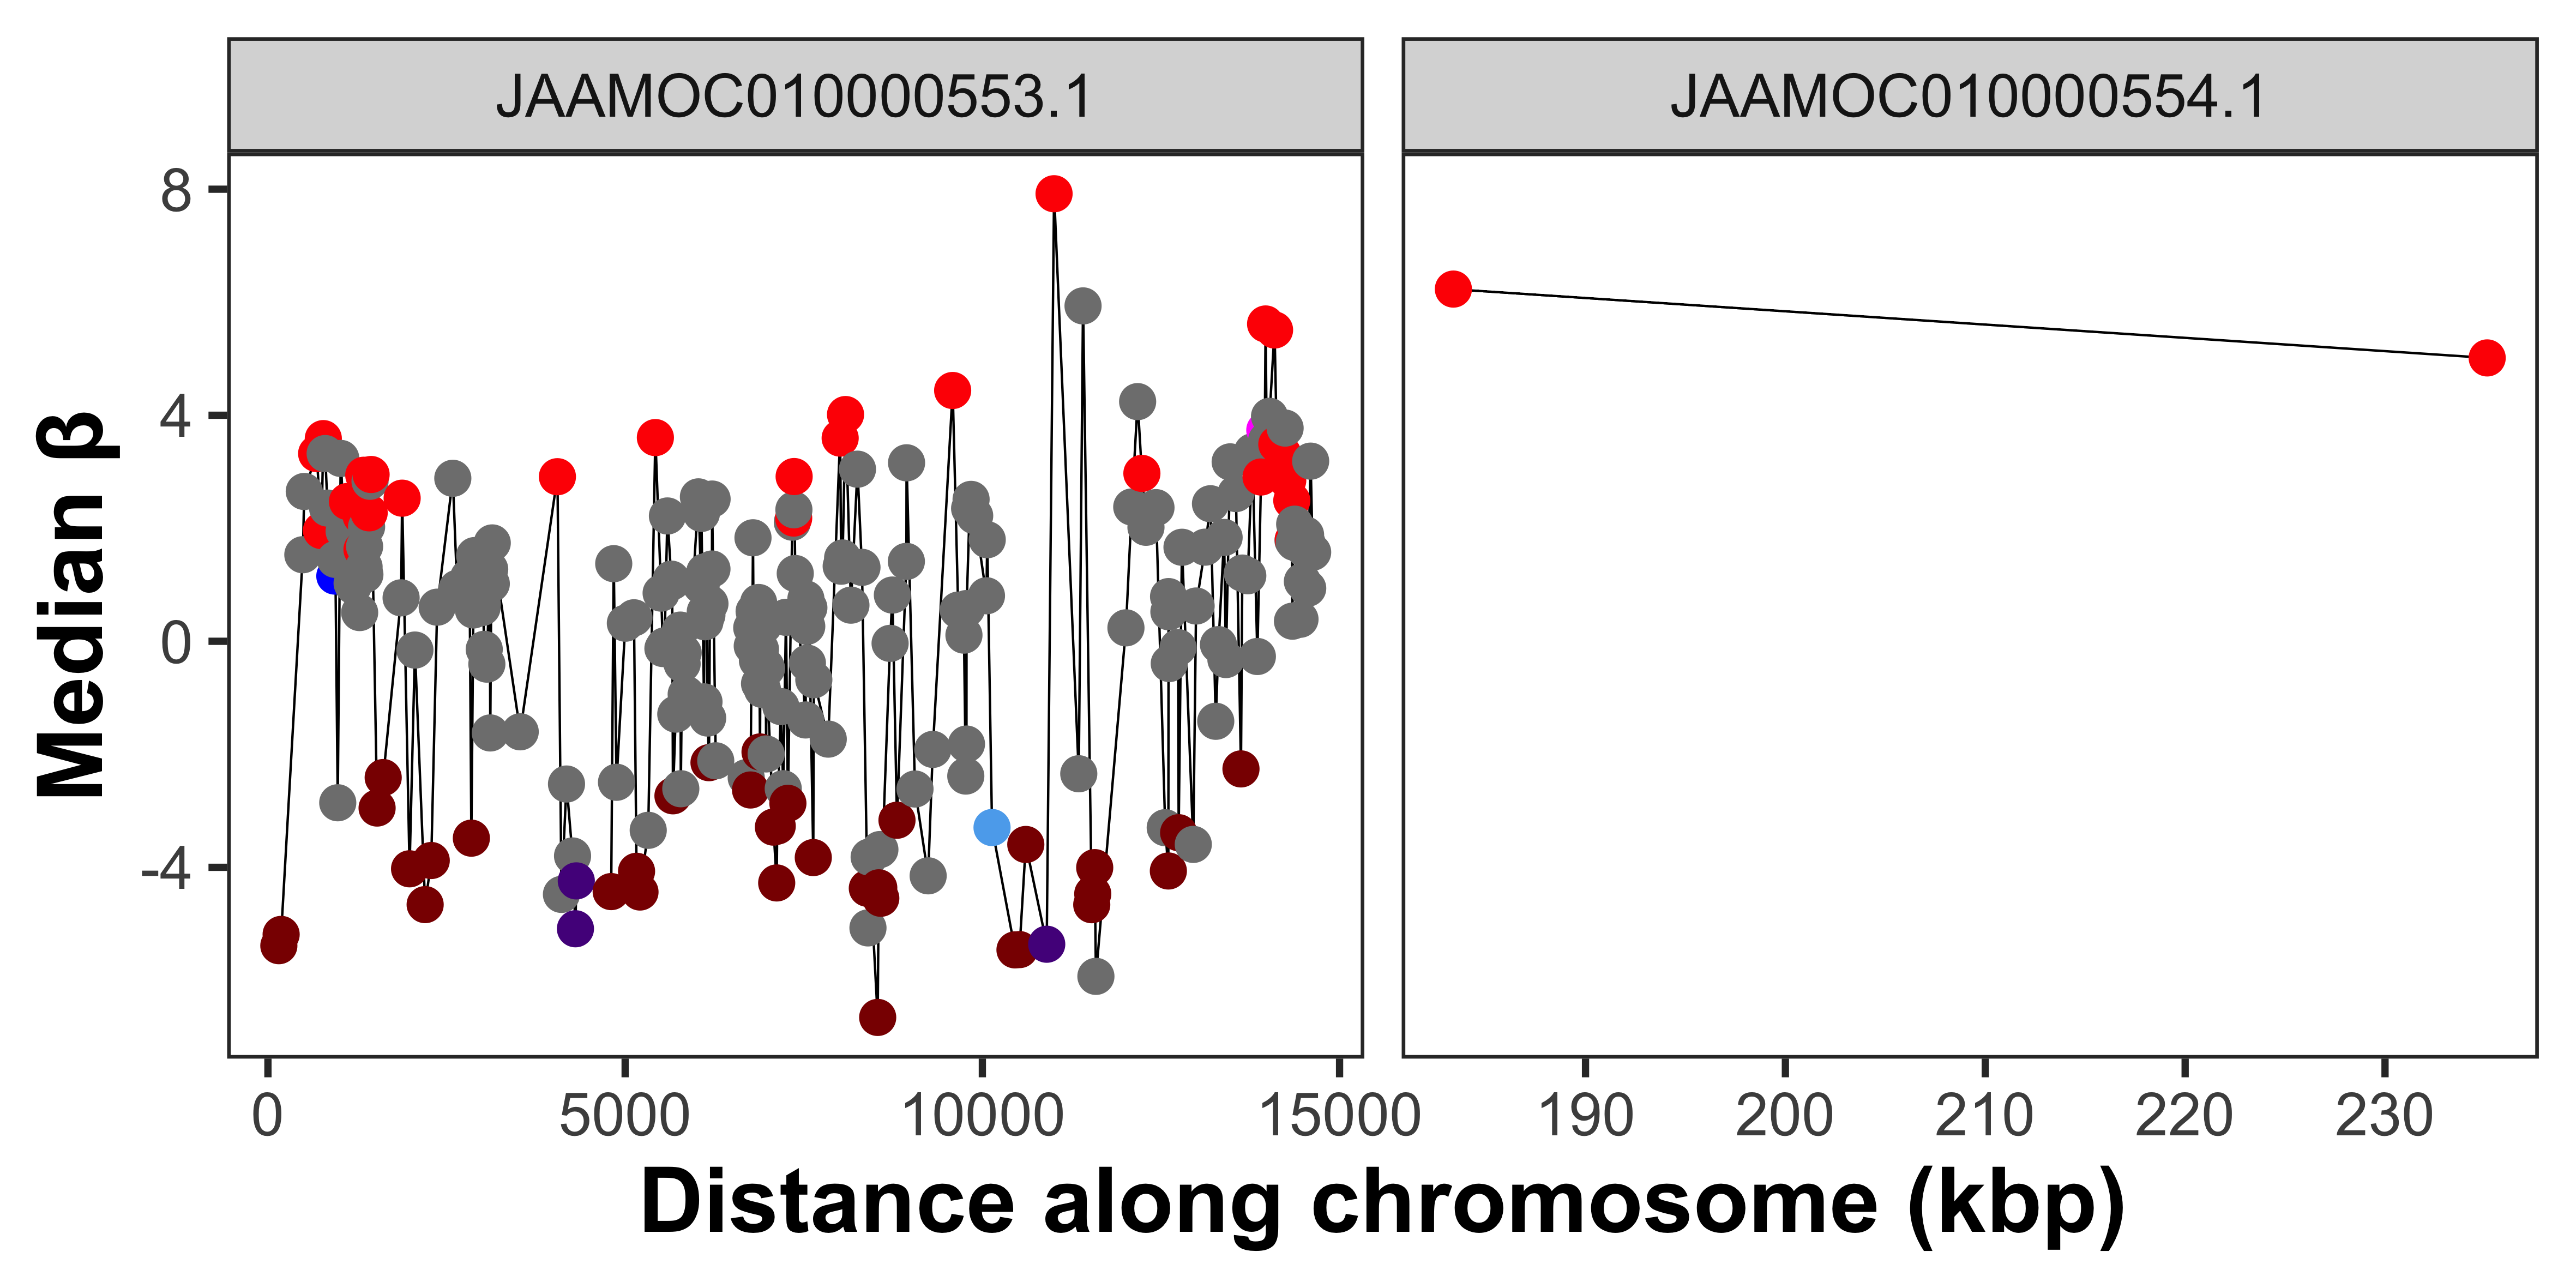 JAAMOC010000553.1
JAAMOC010000554.1
Median β
8
4
0
-4
0 5000 10000 15000
190 200 210 220 230
Distance along chromosome (kbp)